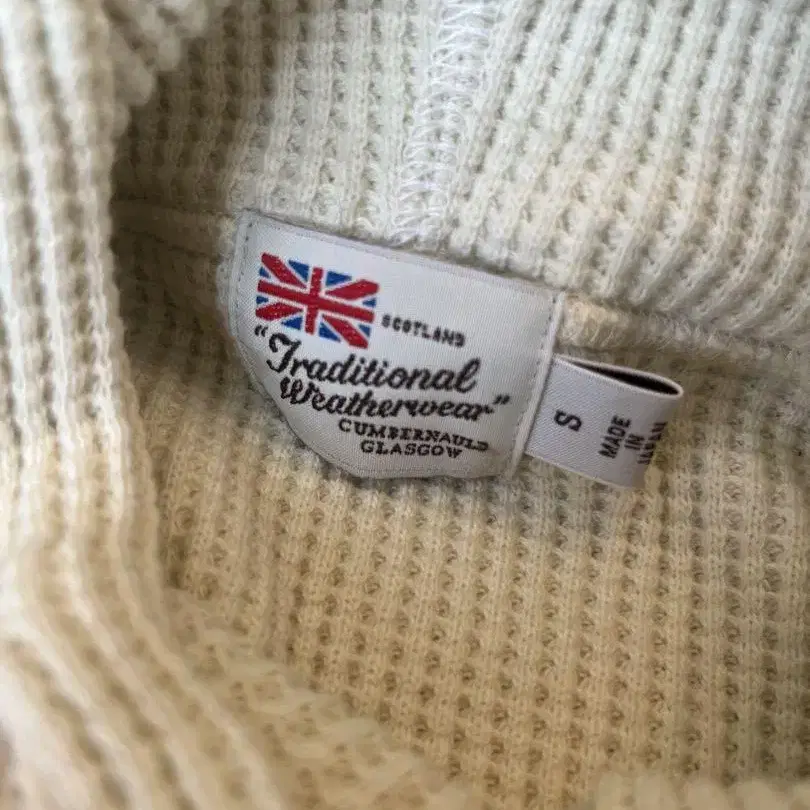 SCOTLAND
"Traditional
Weatherwear"
CUMBERNAULD
GLASGOW
S
MADE
IN
JAPAN